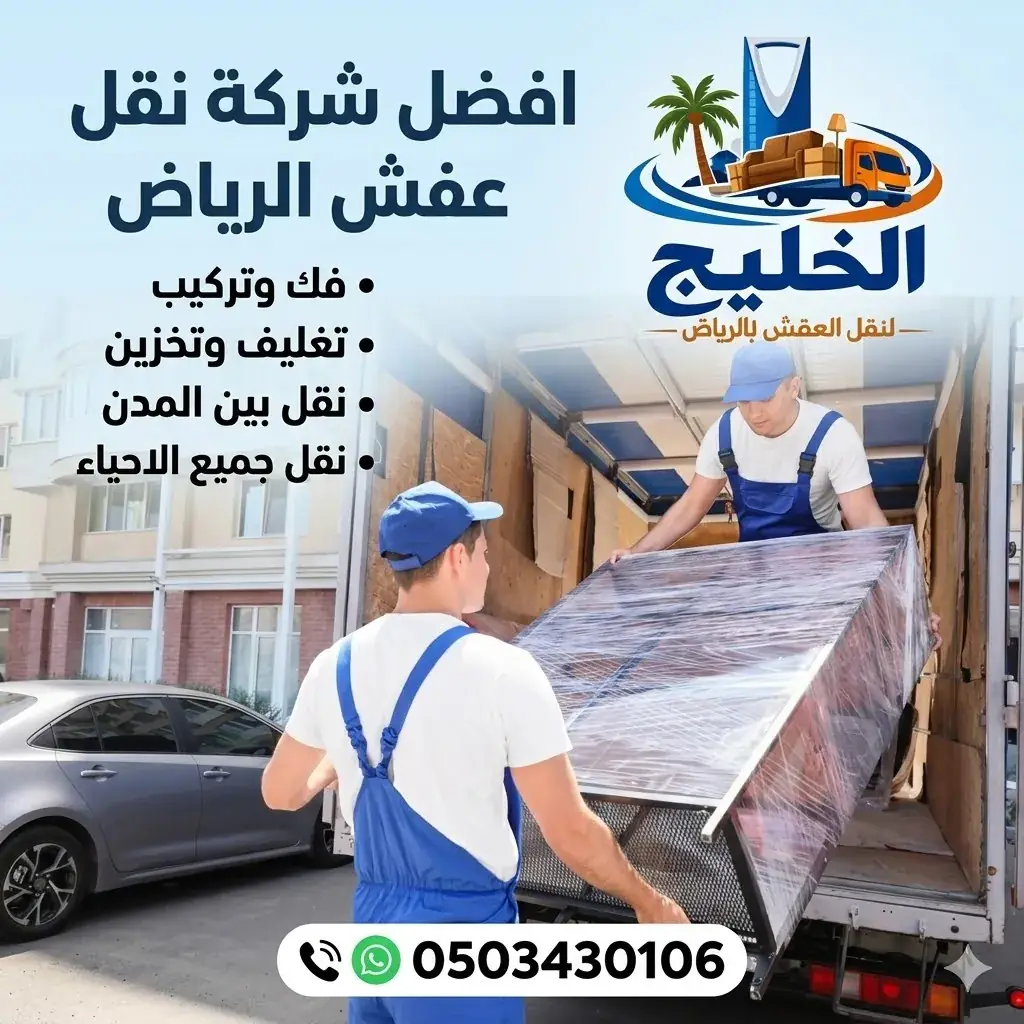 افضل شركة نقل
عفش الرياض
• فك وتركيب
• تغليف وتخزين
• نقل بين المدن
• نقل جميع الاحياء
الخليج
لنقل العقش بالرياض
0503430106